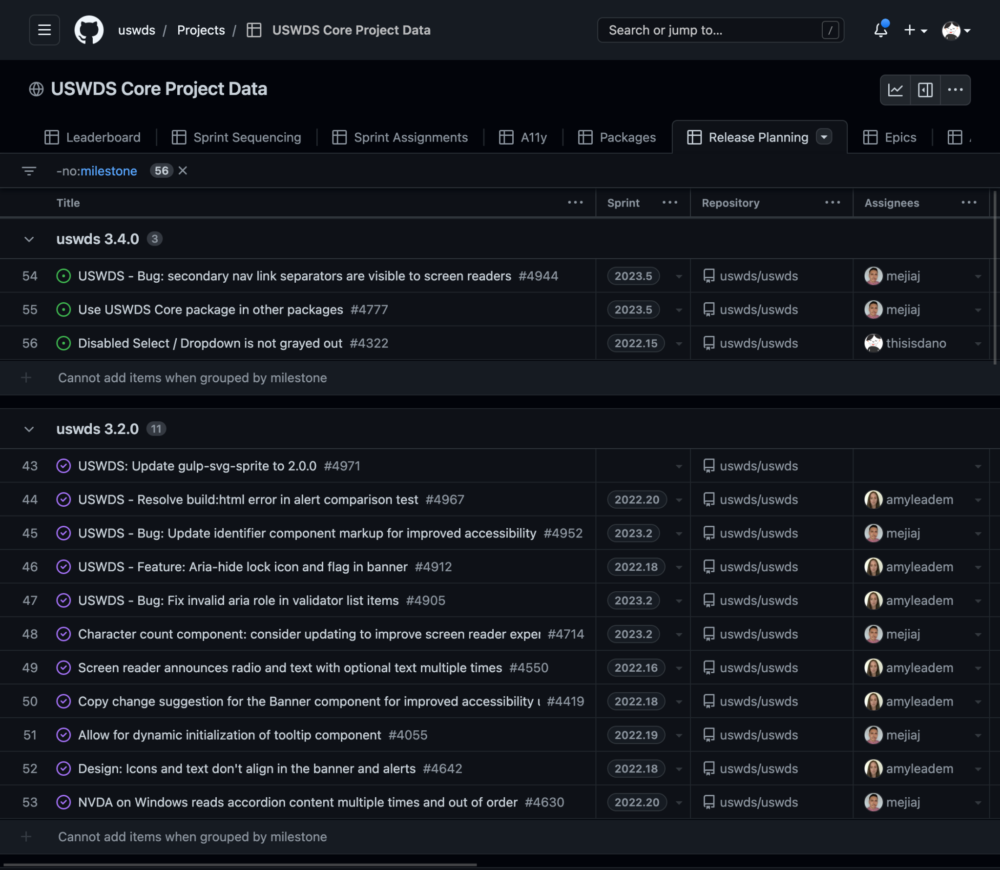 uswds / Projects / USWDS Core Project Data Search or jump to... /
USWDS Core Project Data
Leaderboard Sprint Sequencing Sprint Assignments A11y Packages Release Planning Epics
-no:milestone 56
Title Sprint Repository Assignees
uswds 3.4.0 3
54 USWDS - Bug: secondary nav link separators are visible to screen readers #4944 2023.5 uswds/uswds mejiaj
55 Use USWDS Core package in other packages #4777 2023.5 uswds/uswds mejiaj
56 Disabled Select / Dropdown is not grayed out #4322 2022.15 uswds/uswds thisisdano
Cannot add items when grouped by milestone
uswds 3.2.0 11
43 USWDS: Update gulp-svg-sprite to 2.0.0 #4971 uswds/uswds
44 USWDS - Resolve build:html error in alert comparison test #4967 2022.20 uswds/uswds amyleadem
45 USWDS - Bug: Update identifier component markup for improved accessibility #4952 2023.2 uswds/uswds mejiaj
46 USWDS - Feature: Aria-hide lock icon and flag in banner #4912 2022.18 uswds/uswds amyleadem
47 USWDS - Bug: Fix invalid aria role in validator list items #4905 2023.2 uswds/uswds amyleadem
48 Character count component: consider updating to improve screen reader exper #4714 2023.2 uswds/uswds mejiaj
49 Screen reader announces radio and text with optional text multiple times #4550 2022.16 uswds/uswds amyleadem
50 Copy change suggestion for the Banner component for improved accessibility #4419 2022.18 uswds/uswds amyleadem
51 Allow for dynamic initialization of tooltip component #4055 2022.19 uswds/uswds mejiaj
52 Design: Icons and text don't align in the banner and alerts #4642 2022.18 uswds/uswds amyleadem
53 NVDA on Windows reads accordion content multiple times and out of order #4630 2022.20 uswds/uswds mejiaj
Cannot add items when grouped by milestone